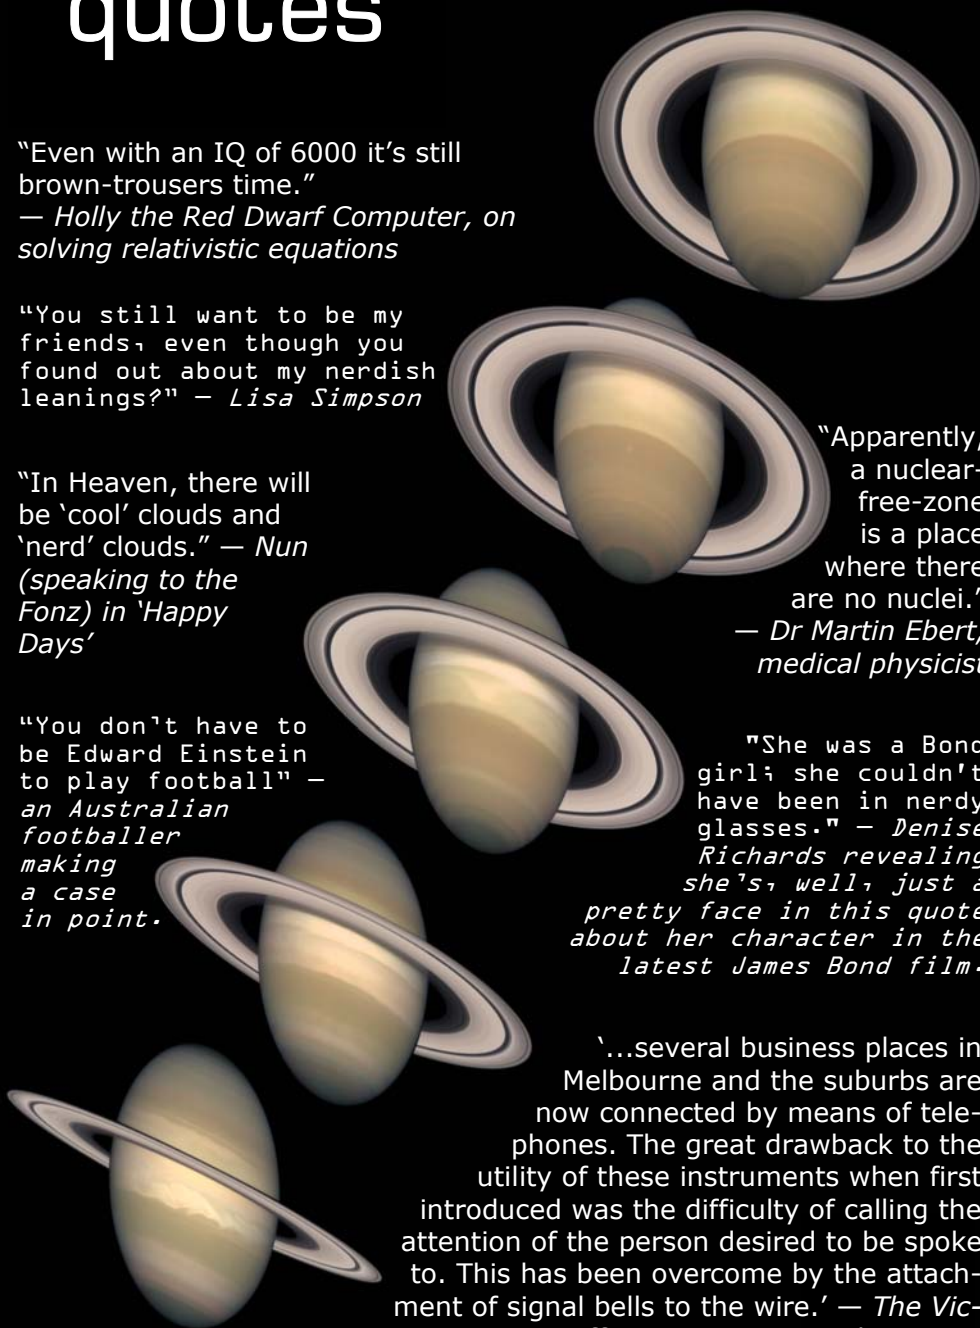 quotes
“Even with an IQ of 6000 it’s still
brown-trousers time.”
— Holly the Red Dwarf Computer, on
solving relativistic equations
“You still want to be my
friends, even though you
found out about my nerdish
leanings?” — Lisa Simpson
“In Heaven, there will
be ‘cool’ clouds and
‘nerd’ clouds.” — Nun
(speaking to the
Fonz) in ‘Happy
Days’
“You don’t have to
be Edward Einstein
to play football” —
an Australian
footballer
making
a case
in point.
“Apparently,
a nuclear-
free-zone
is a place
where there
are no nuclei.”
— Dr Martin Ebert,
medical physicist
"She was a Bond
girl; she couldn't
have been in nerdy
glasses." — Denise
Richards revealing
she’s, well, just a
pretty face in this quote
about her character in the
latest James Bond film.
‘...several business places in
Melbourne and the suburbs are
now connected by means of tele-
phones. The great drawback to the
utility of these instruments when first
introduced was the difficulty of calling the
attention of the person desired to be spoke
to. This has been overcome by the attach-
ment of signal bells to the wire.’ — The Vic-